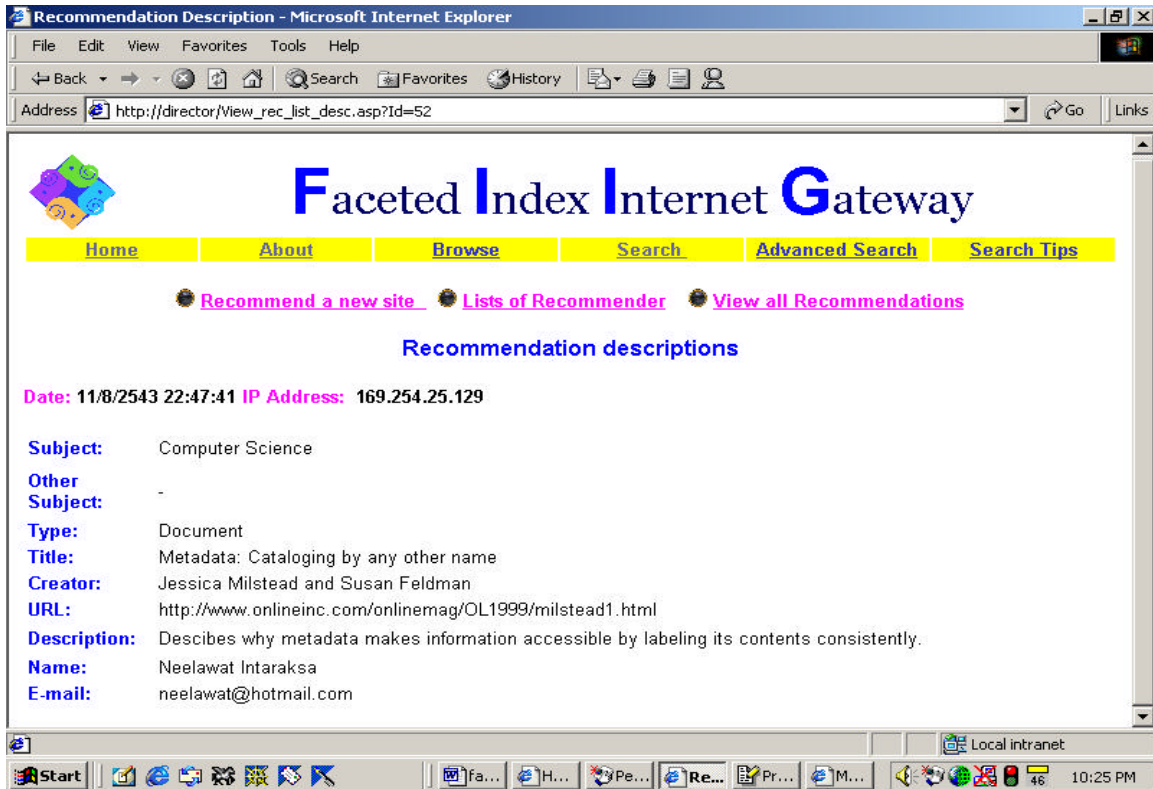 Recommendation Description - Microsoft Internet Explorer
File Edit View Favorites Tools Help
Back Search Favorites History
Address http://director/View_rec_list_desc.asp?Id=52 Go Links
Faceted Index Internet Gateway
Home About Browse Search Advanced Search Search Tips
Recommend a new site Lists of Recommender View all Recommendations
Recommendation descriptions
Date: 11/8/2543 22:47:41 IP Address: 169.254.25.129
Subject: Computer Science
Other
Subject: -
Type: Document
Title: Metadata: Cataloging by any other name
Creator: Jessica Milstead and Susan Feldman
URL: http://www.onlineinc.com/onlinemag/OL1999/milstead1.html
Description: Descibes why metadata makes information accessible by labeling its contents consistently.
Name: Neelawat Intaraksa
E-mail: neelawat@hotmail.com
Local intranet
Start fa... H... Pe... Re... Pr... M... 46 10:25 PM